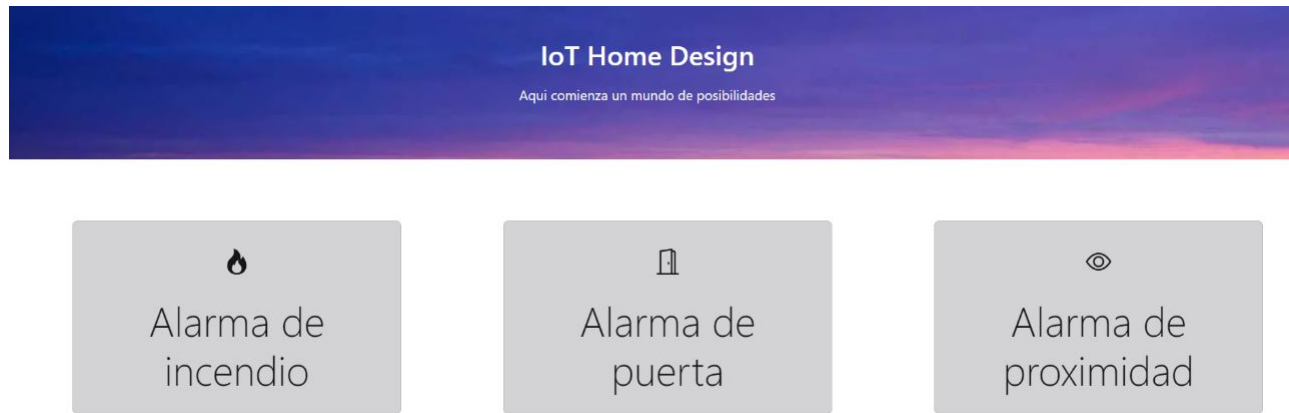 IoT Home Design
Aqui comienza un mundo de posibilidades
Alarma de
incendio
Alarma de
puerta
Alarma de
proximidad